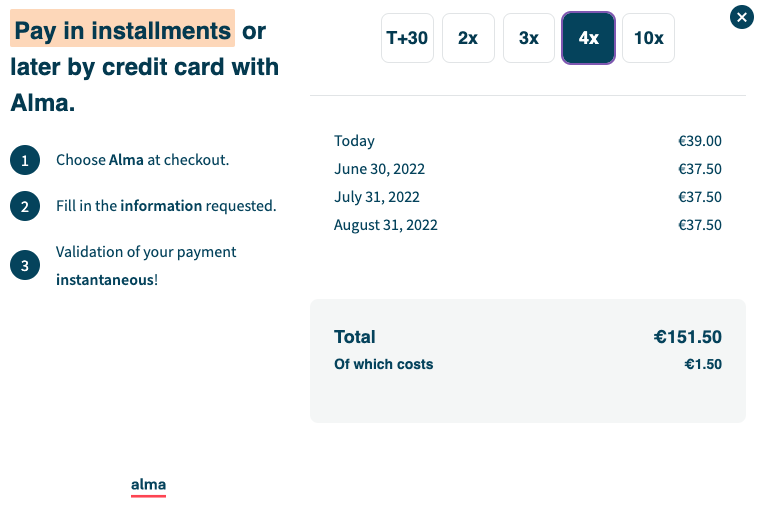 Pay in installments or
later by credit card with
Alma.
1 Choose Alma at checkout.
2 Fill in the information requested.
3 Validation of your payment
instantaneous!
alma
T+30 2x 3x 4x 10x
Today €39.00
June 30, 2022 €37.50
July 31, 2022 €37.50
August 31, 2022 €37.50
Total €151.50
Of which costs €1.50